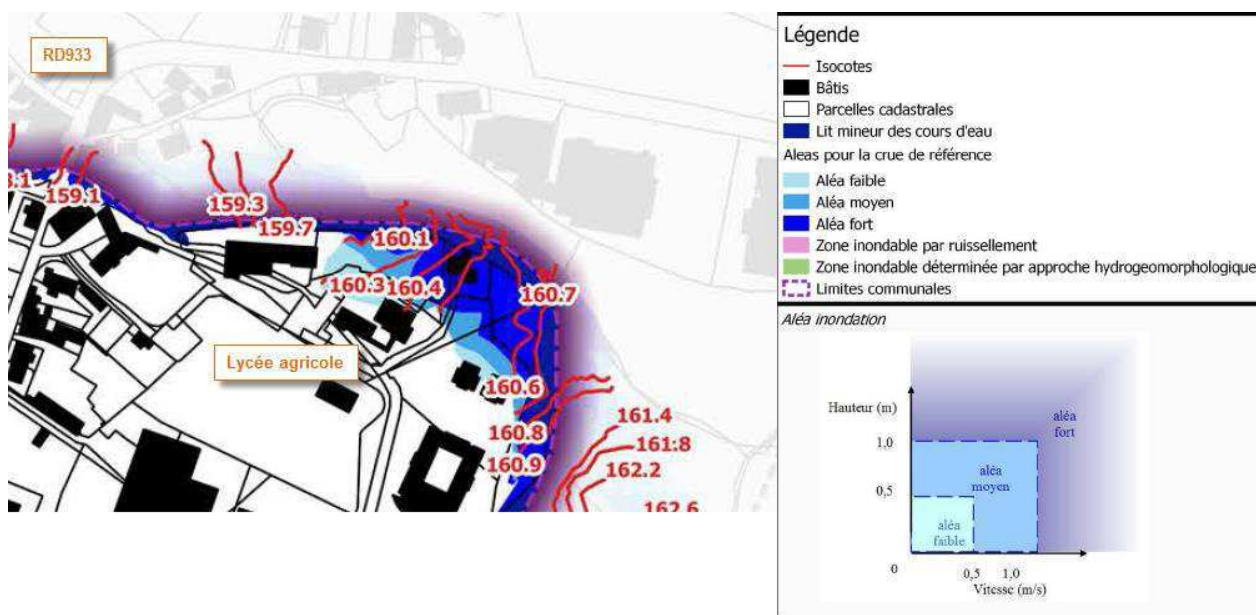 RD933
159.1
159.3
159.7
160.1
160.3
160.4
160.7
Lycée agricole
160.6
160.8
160.9
161.4
161.8
162.2
162.6
Légende
Isocotes
Bâtis
Parcelles cadastrales
Lit mineur des cours d'eau
Aleas pour la crue de référence
Aléa faible
Aléa moyen
Aléa fort
Zone inondable par ruissellement
Zone inondable déterminée par approche hydrogeomorphologique
Limites communales
Aléa inondation
Hauteur (m)
aléa
fort
1,0
aléa
moyen
0,5
aléa
faible
0
0,5 1,0
Vitesse (m/s)